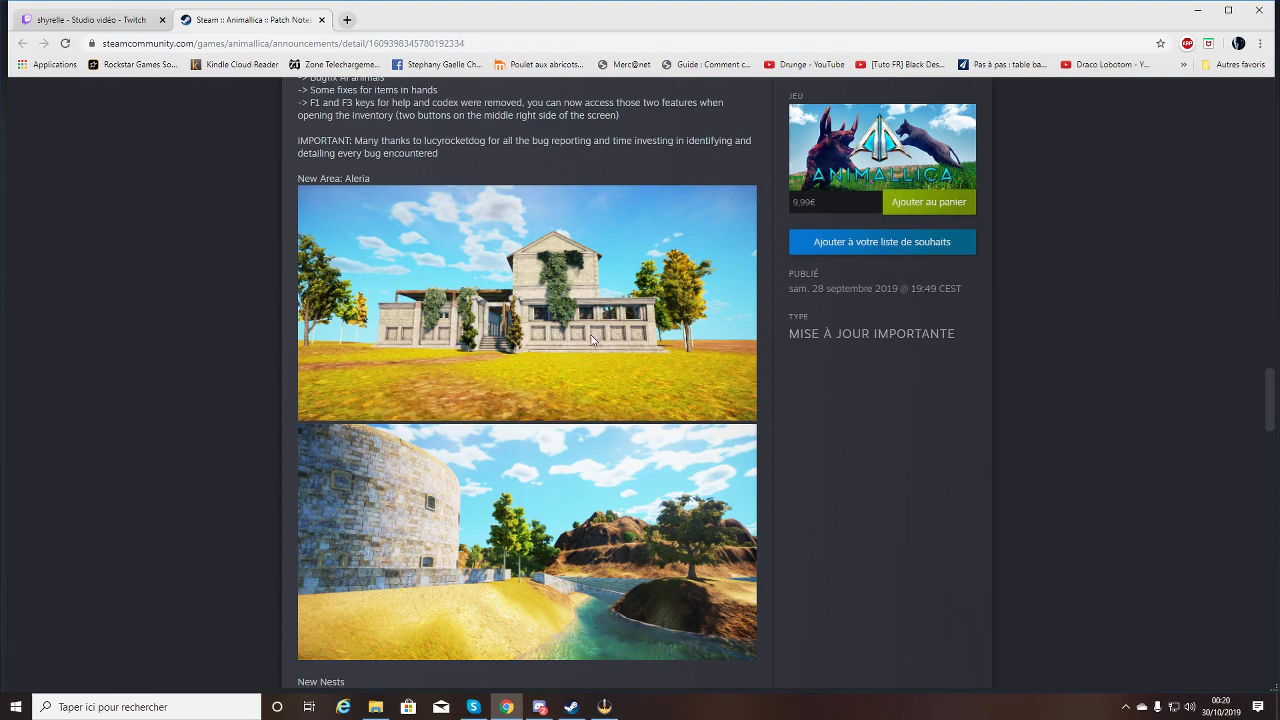 shyrelle - Studio vidéo - Twitch
Steam :: Animallica :: Patch Notes
steamcommunity.com/games/animallica/announcements/detail/1609398345780192334
ABP
Applications
Rockstar Games So...
Kindle Cloud Reader
Zone Telechargeme...
Stephany Gaelle Ch...
Poulet aux abricots...
Merc@net
Guide : Comment c...
Drunge - YouTube
[Tuto FR] Black Des...
Pas à pas : table ba...
Draco Lobotom - Y...
»
Autres favoris
-> Bugfix AI animals
-> Some fixes for items in hands
-> F1 and F3 keys for help and codex were removed, you can now access those two features when
opening the inventory (two buttons on the middle right side of the screen)
IMPORTANT: Many thanks to lucyrocketdog for all the bug reporting and time investing in identifying and
detailing every bug encountered
New Area: Aleria
New Nests
JEU
ANIMALLICA
9,99€
Ajouter au panier
Ajouter à votre liste de souhaits
PUBLIÉ
sam. 28 septembre 2019 @ 19:49 CEST
TYPE
MISE À JOUR IMPORTANTE
Taper ici pour rechercher
00:20
30/10/2019